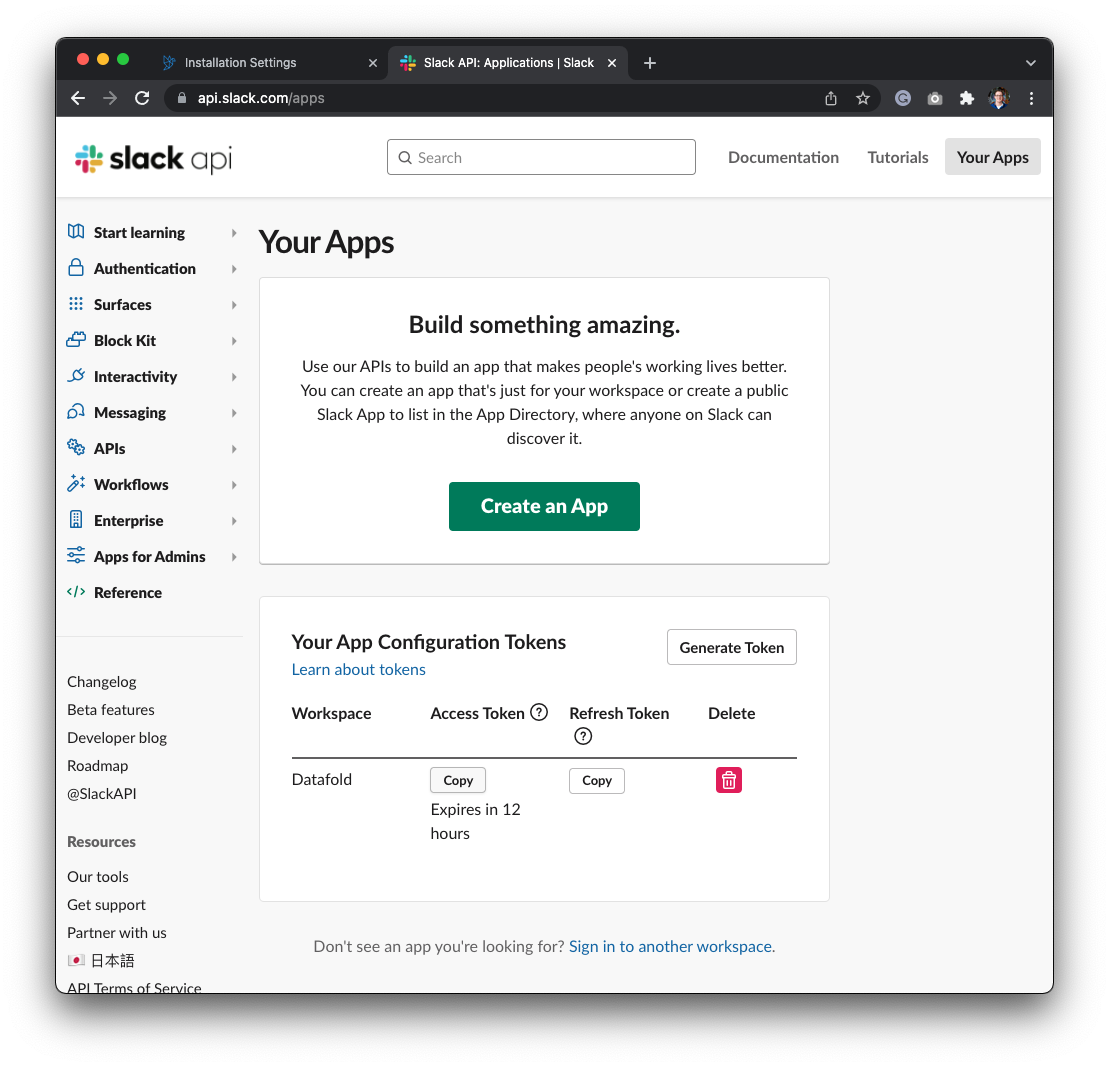 Installation Settings
Slack API: Applications | Slack
api.slack.com/apps
slack api
Search
Documentation
Tutorials
Your Apps
Start learning
Authentication
Surfaces
Block Kit
Interactivity
Messaging
APIs
Workflows
Enterprise
Apps for Admins
Reference
Changelog
Beta features
Developer blog
Roadmap
@SlackAPI
Resources
Our tools
Get support
Partner with us
日本語
API Terms of Service
Your Apps
Build something amazing.
Use our APIs to build an app that makes people's working lives better.
You can create an app that's just for your workspace or create a public
Slack App to list in the App Directory, where anyone on Slack can
discover it.
Create an App
Your App Configuration Tokens
Generate Token
Learn about tokens
Workspace Access Token ? Refresh Token ? Delete
Datafold Copy Copy
Expires in 12
hours
Don't see an app you're looking for? Sign in to another workspace.